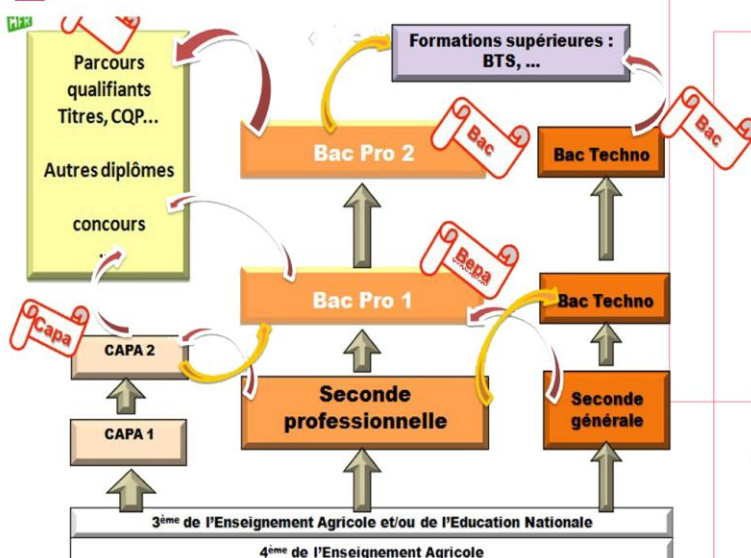 MFR
Parcours
qualifiants
Titres, CQP...
Autres diplômes
concours
Formations supérieures :
BTS, ...
Bac Pro 2
Bac
Bac Techno
Bac
Bac Pro 1
Bepa
Bac Techno
Capa
CAPA 2
CAPA 1
Seconde
professionnelle
Seconde
générale
3ème de l'Enseignement Agricole et/ou de l'Education Nationale
4ème de l'Enseignement Agricole